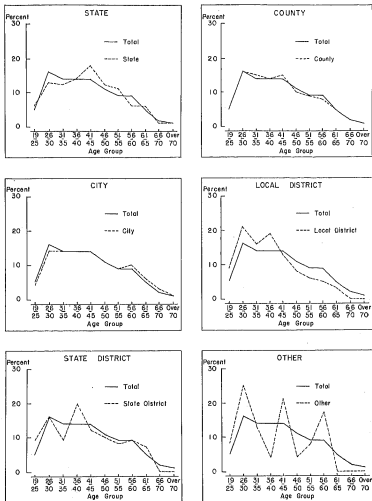 STATE
Percent
30
20
10
0
Total
State
19 26 31 36 41 46 51 56 61 66 Over
25 30 35 40 45 50 55 60 65 70 70
Age Group
COUNTY
Percent
30
20
10
0
Total
County
19 26 31 36 41 46 51 56 61 66 Over
25 30 35 40 45 50 55 60 65 70 70
Age Group
CITY
Percent
30
20
10
0
Total
City
19 26 31 36 41 46 51 56 61 66 Over
25 30 35 40 45 50 55 60 65 70 70
Age Group
LOCAL DISTRICT
Percent
30
20
10
0
Total
Local District
19 26 31 36 41 46 51 56 61 66 Over
25 30 35 40 45 50 55 60 65 70 70
Age Group
STATE DISTRICT
Percent
30
20
10
0
Total
State District
19 26 31 36 41 46 51 56 61 66 Over
25 30 35 40 45 50 55 60 65 70 70
Age Group
OTHER
Percent
30
20
10
0
Total
Other
19 26 31 36 41 46 51 56 61 66 Over
25 30 35 40 45 50 55 60 65 70 70
Age Group